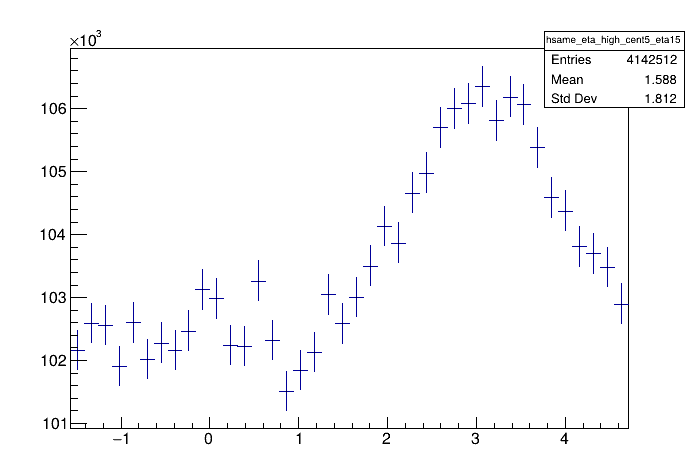 ×10³
hsame_eta_high_cent5_eta15
Entries 4142512
Mean 1.588
Std Dev 1.812
106
105
104
103
102
101
−1 0 1 2 3 4